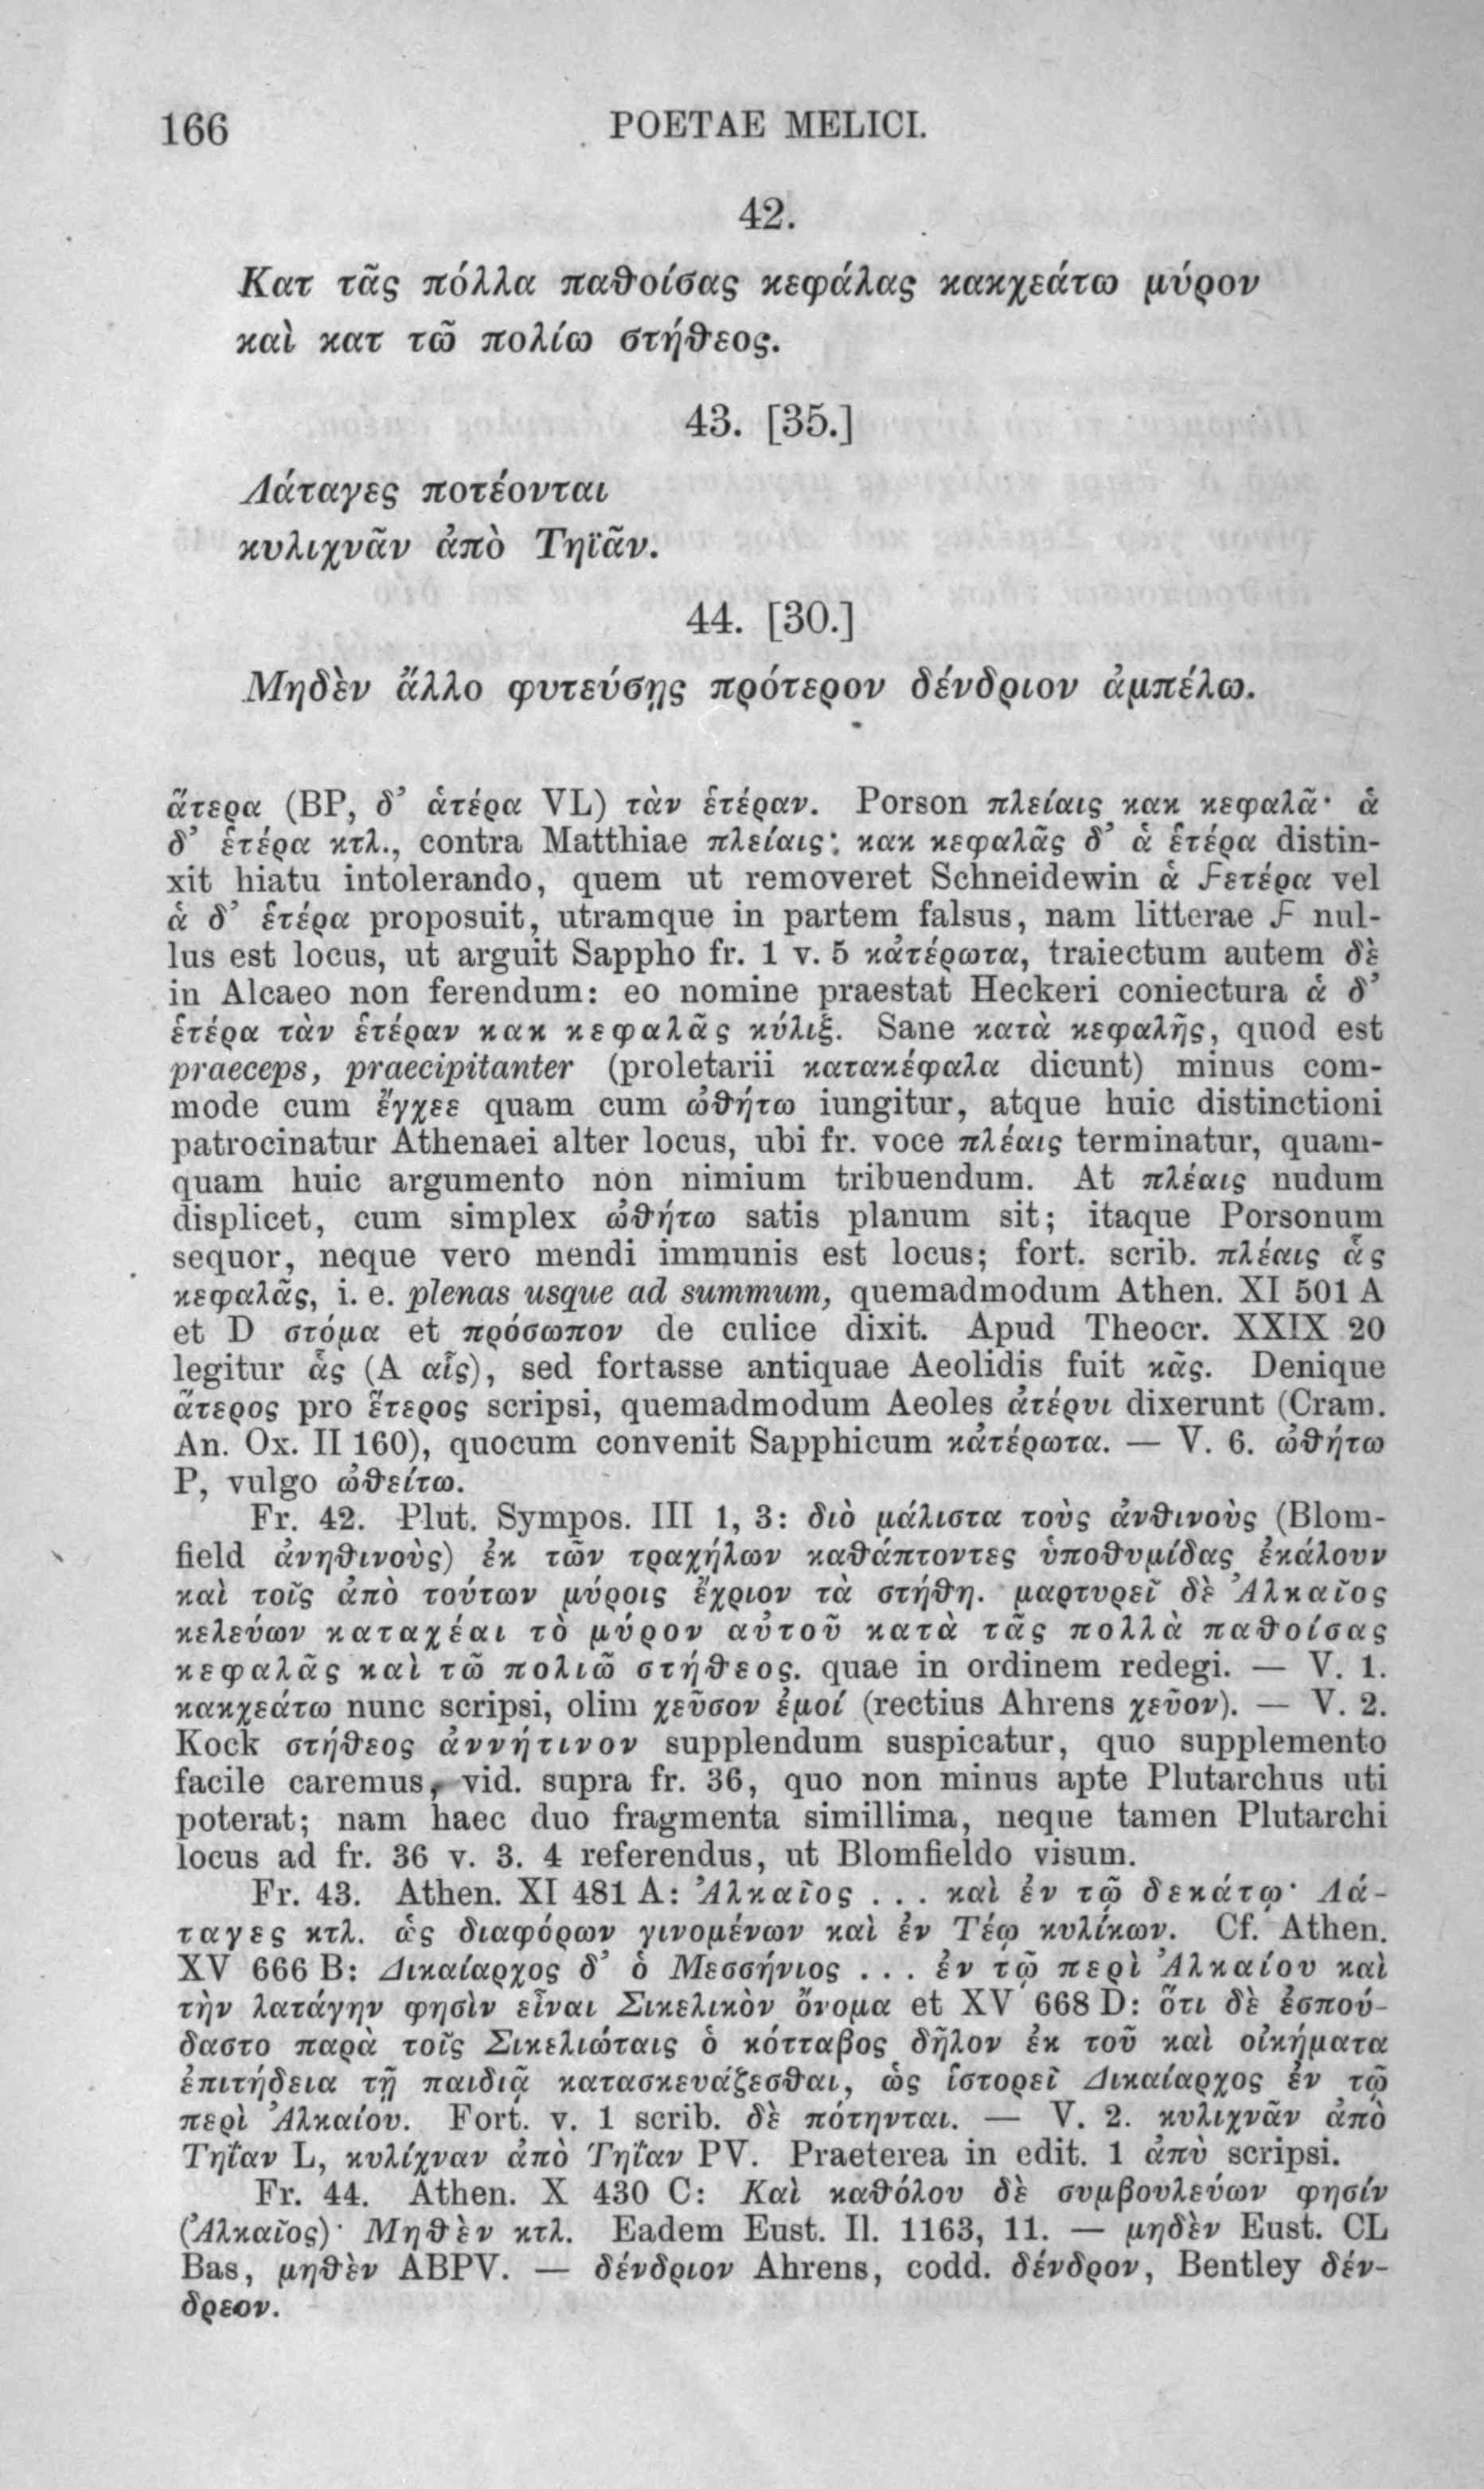 166 POETAE MELICI.
42.
Κατ τᾶς πόλλα παθοίσας κεφάλας κακχεάτω μύρον
καὶ κατ τῶ πολίω στήθεος.
43. [35.]
Λάταγες ποτέονται
κυλιχνᾶν ἀπὸ Τηϊᾶν.
44. [30.]
Μηδὲν ἄλλο φυτεύσῃς πρότερον δένδριον ἀμπέλω.
ἄτερα (BP, δ’ ἀτέρα VL) τὰν ἑτέραν. Porson πλείαις κακ κεφαλᾶ· ἀ
δ’ ἑτέρα κτλ., contra Matthiae πλείαις· κακ κεφαλᾶς δ’ ἀ ἑτέρα distin-
xit hiatu intolerando, quem ut removeret Schneidewin ἀ Ϝετέρα vel
ἀ δ’ ἑτέρα proposuit, utramque in partem falsus, nam litterae Ϝ nul-
lus est locus, ut arguit Sappho fr. 1 v. 5 κἀτέρωτα, traiectum autem δὲ
in Alcaeo non ferendum: eo nomine praestat Heckeri coniectura ἀ δ’
ἑτέρα τὰν ἑτέραν κακ κεφαλᾶς κύλιξ. Sane κατὰ κεφαλῆς, quod est
praeceps, praecipitanter (proletarii κατακέφαλα dicunt) minus com-
mode cum ἔγχεε quam cum ὠθήτω iungitur, atque huic distinctioni
patrocinatur Athenaei alter locus, ubi fr. voce πλέαις terminatur, quam-
quam huic argumento non nimium tribuendum. At πλέαις nudum
displicet, cum simplex ὠθήτω satis planum sit; itaque Porsonum
sequor, neque vero mendi immunis est locus; fort. scrib. πλέαις ἆς
κεφαλᾶς, i. e. plenas usque ad summum, quemadmodum Athen. XI 501 A
et D στόμα et πρόσωπον de culice dixit. Apud Theocr. XXIX 20
legitur ἆς (A αἶς), sed fortasse antiquae Aeolidis fuit κᾶς. Denique
ἄτερος pro ἔτερος scripsi, quemadmodum Aeoles ἀτέρυι dixerunt (Cram.
An. Ox. II 160), quocum convenit Sapphicum κἀτέρωτα. — V. 6. ὠθήτω
P, vulgo ὠθείτω.
Fr. 42. Plut. Sympos. III 1, 3: διὸ μάλιστα τοὺς ἀνθινοὺς (Blom-
field ἀνηθινοὺς) ἐκ τῶν τραχήλων καθάπτοντες ὑποθυμίδας ἐκάλουν
καὶ τοῖς ἀπὸ τούτων μύροις ἔχριον τὰ στήθη. μαρτυρεῖ δὲ Ἀλκαῖος
κελεύων καταχέαι τὸ μύρον αὐτοῦ κατὰ τᾶς πολλὰ παθοίσας
κεφαλᾶς καὶ τῶ πολιῶ στήθεος. quae in ordinem redegi. — V. 1.
κακχεάτω nunc scripsi, olim χεῦσον ἐμοί (rectius Ahrens χεῦον). — V. 2.
Kock στήθεος ἀννήτινον supplendum suspicatur, quo supplemento
facile caremus, vid. supra fr. 36, quo non minus apte Plutarchus uti
poterat; nam haec duo fragmenta simillima, neque tamen Plutarchi
locus ad fr. 36 v. 3. 4 referendus, ut Blomfieldo visum.
Fr. 43. Athen. XI 481 A: Ἀλκαῖος . . . καὶ ἐν τῷ δεκάτῳ· Λά-
ταγες κτλ. ὡς διαφόρων γινομένων καὶ ἐν Τέῳ κυλίκων. Cf. Athen.
XV 666 B: Δικαίαρχος δ’ ὁ Μεσσήνιος . . . ἐν τῷ περὶ Ἀλκαίου καὶ
τὴν λατάγην φησὶν εἶναι Σικελικὸν ὄνομα et XV 668 D: ὅτι δὲ ἐσπού-
δαστο παρὰ τοῖς Σικελιώταις ὁ κότταβος δῆλον ἐκ τοῦ καὶ οἰκήματα
ἐπιτήδεια τῇ παιδιᾷ κατασκευάζεσθαι, ὡς ἱστορεῖ Δικαίαρχος ἐν τῷ
περὶ Ἀλκαίου. Fort. v. 1 scrib. δὲ πότηνται. — V. 2. κυλιχνᾶν ἀπὸ
Τηΐαν L, κυλίχναν ἀπὸ Τηΐαν PV. Praeterea in edit. 1 ἀπὺ scripsi.
Fr. 44. Athen. X 430 C: Καὶ καθόλου δὲ συμβουλεύων φησίν
(Ἀλκαῖος)· Μηθὲν κτλ. Eadem Eust. Il. 1163, 11. — μηδὲν Eust. CL
Bas, μηθὲν ABPV. — δένδριον Ahrens, codd. δένδρον, Bentley δέν-
δρεον.